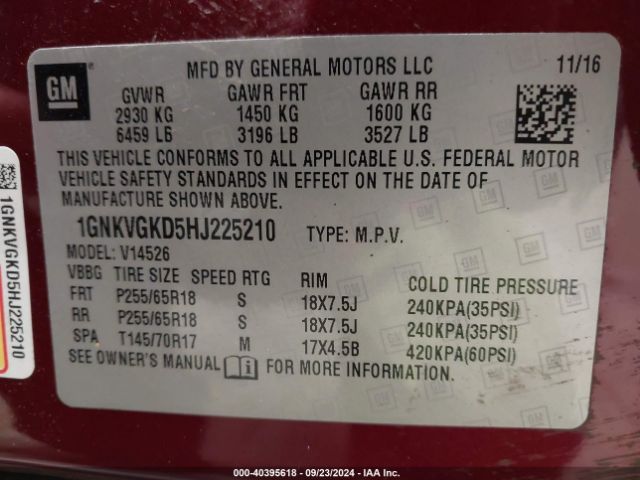 GM
MFD BY GENERAL MOTORS LLC 11/16
GVWR GAWR FRT GAWR RR
2930 KG 1450 KG 1600 KG
6459 LB 3196 LB 3527 LB
THIS VEHICLE CONFORMS TO ALL APPLICABLE U.S. FEDERAL MOTOR
VEHICLE SAFETY STANDARDS IN EFFECT ON THE DATE OF
MANUFACTURE SHOWN ABOVE.
1GNKVGKD5HJ225210 TYPE: M.P.V.
MODEL: V14526
VBBG TIRE SIZE SPEED RTG RIM COLD TIRE PRESSURE
FRT P255/65R18 S 18X7.5J 240KPA(35PSI)
RR P255/65R18 S 18X7.5J 240KPA(35PSI)
SPA T145/70R17 M 17X4.5B 420KPA(60PSI)
SEE OWNER'S MANUAL FOR MORE INFORMATION.
1GNKVGKD5HJ225210
000-40395618 - 09/23/2024 - IAA Inc.